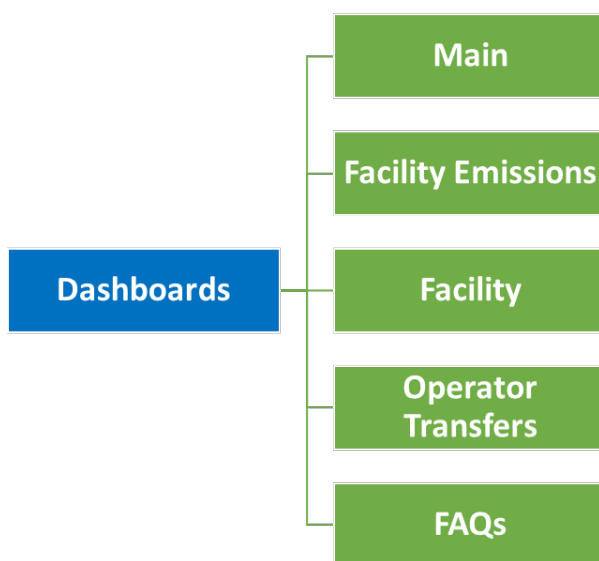 Main
Facility Emissions
Dashboards
Facility
Operator
Transfers
FAQs